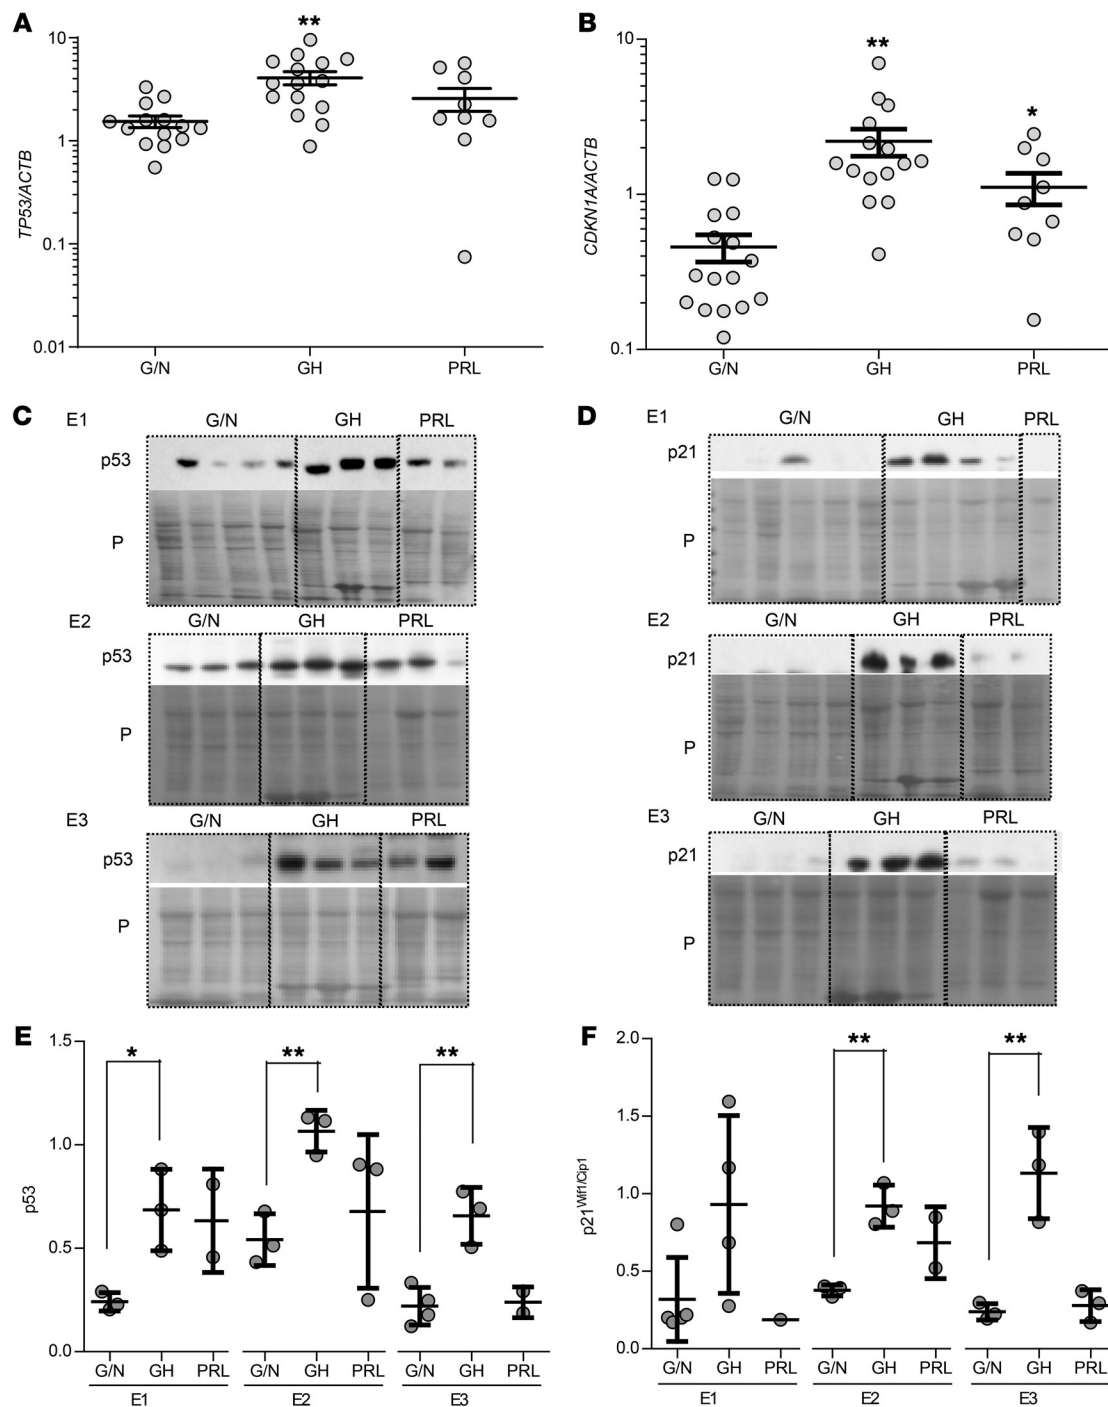 A
TP53/ACTB
10
1
0.1
0.01
**
G/N
GH
PRL
B
CDKN1A/ACTB
10
1
0.1
**
*
G/N
GH
PRL
C
E1
G/N
GH
PRL
p53
P
E2
G/N
GH
PRL
p53
P
E3
G/N
GH
PRL
p53
P
D
E1
G/N
GH
PRL
p21
P
E2
G/N
GH
PRL
p21
P
E3
G/N
GH
PRL
p21
P
E
p53
1.5
1.0
0.5
0.0
*
**
**
G/N GH PRL G/N GH PRL G/N GH PRL
E1 E2 E3
F
p21Wif1/Cip1
2.0
1.5
1.0
0.5
0.0
**
**
G/N GH PRL G/N GH PRL G/N GH PRL
E1 E2 E3